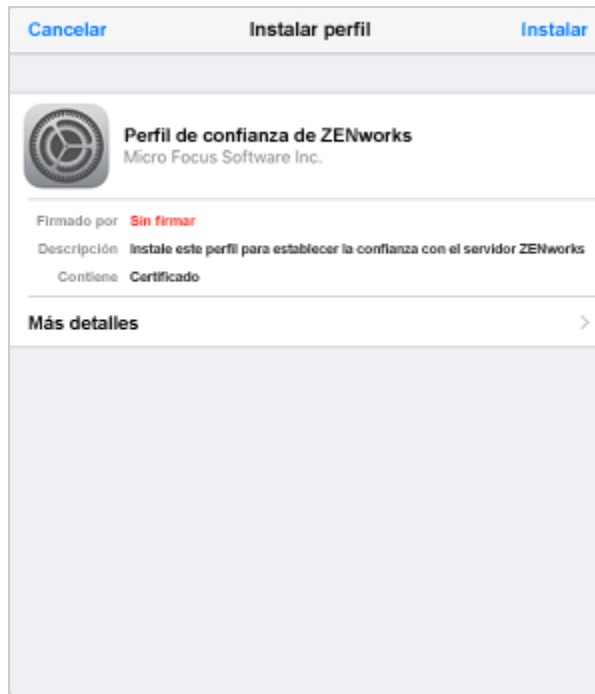 Cancelar Instalar perfil Instalar
Perfil de confianza de ZENworks
Micro Focus Software Inc.
Firmado por Sin firmar
Descripción Instale este perfil para establecer la confianza con el servidor ZENworks
Contiene Certificado
Más detalles